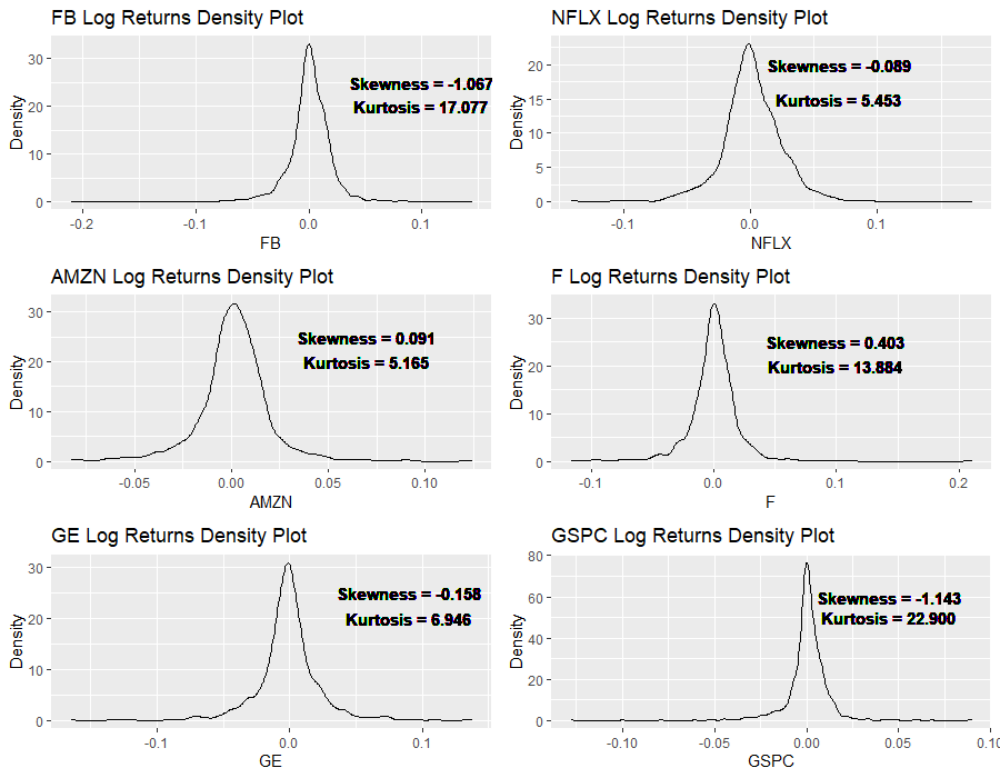 FB Log Returns Density Plot
30
20
10
0
Density
Skewness = -1.067
Kurtosis = 17.077
-0.2
-0.1
0.0
0.1
FB
NFLX Log Returns Density Plot
20
15
10
5
0
Density
Skewness = -0.089
Kurtosis = 5.453
-0.1
0.0
0.1
NFLX
AMZN Log Returns Density Plot
30
20
10
0
Density
Skewness = 0.091
Kurtosis = 5.165
-0.05
0.00
0.05
0.10
AMZN
F Log Returns Density Plot
30
20
10
0
Density
Skewness = 0.403
Kurtosis = 13.884
-0.1
0.0
0.1
0.2
F
GE Log Returns Density Plot
30
20
10
0
Density
Skewness = -0.158
Kurtosis = 6.946
-0.1
0.0
0.1
GE
GSPC Log Returns Density Plot
80
60
40
20
0
Density
Skewness = -1.143
Kurtosis = 22.900
-0.10
-0.05
0.00
0.05
0.10
GSPC